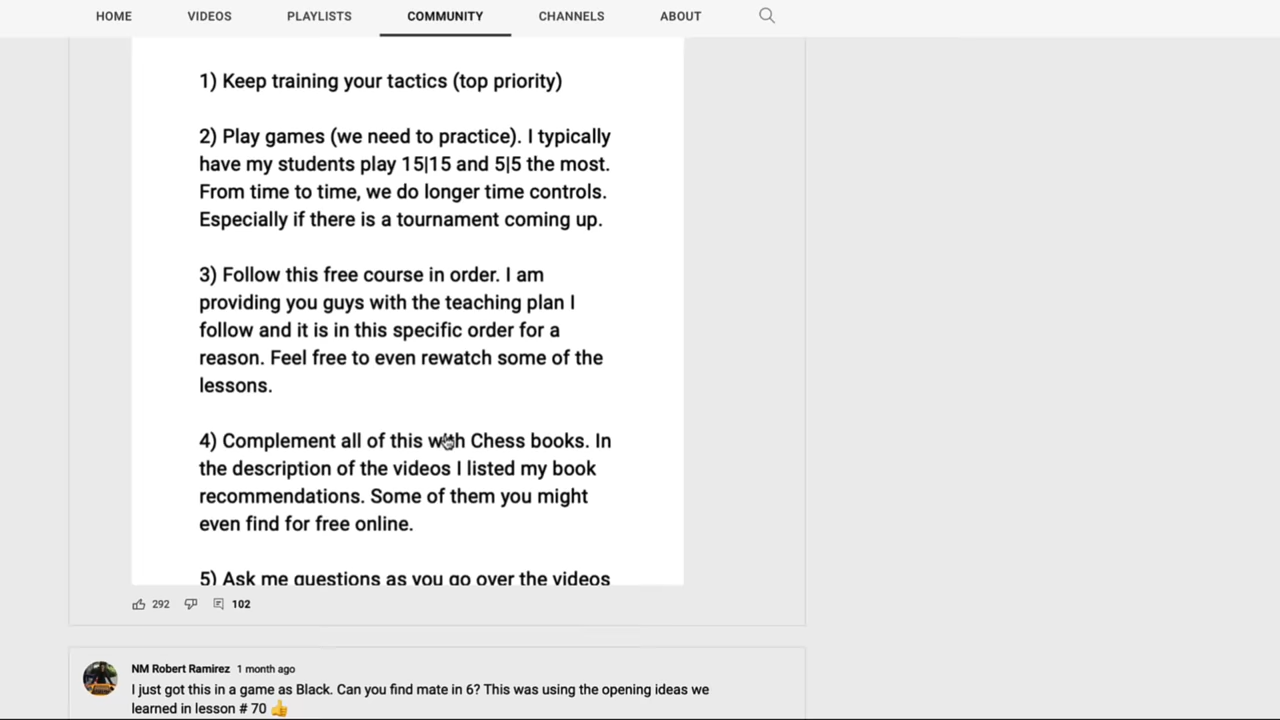 HOME VIDEOS PLAYLISTS COMMUNITY CHANNELS ABOUT
1) Keep training your tactics (top priority)
2) Play games (we need to practice). I typically
have my students play 15|15 and 5|5 the most.
From time to time, we do longer time controls.
Especially if there is a tournament coming up.
3) Follow this free course in order. I am
providing you guys with the teaching plan I
follow and it is in this specific order for a
reason. Feel free to even rewatch some of the
lessons.
4) Complement all of this with Chess books. In
the description of the videos I listed my book
recommendations. Some of them you might
even find for free online.
5) Ask me questions as you go over the videos
292 102
NM Robert Ramirez 1 month ago
I just got this in a game as Black. Can you find mate in 6? This was using the opening ideas we
learned in lesson # 70 👍